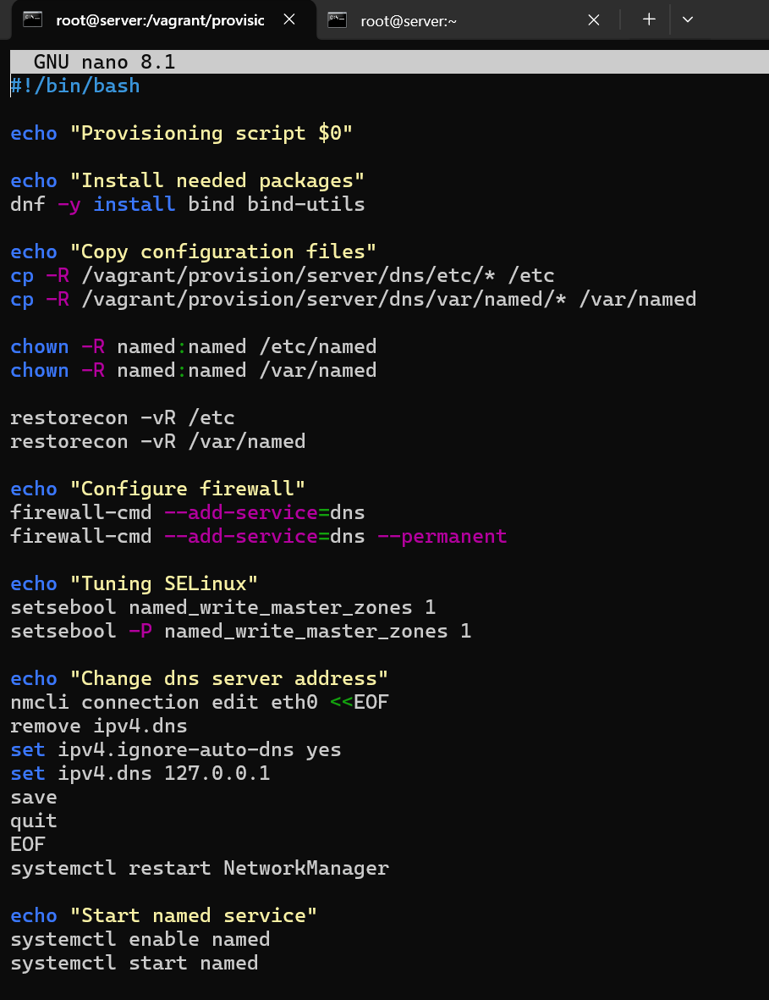 root@server:/vagrant/provisic
root@server:~
GNU nano 8.1
#!/bin/bash
echo "Provisioning script $0"
echo "Install needed packages"
dnf -y install bind bind-utils
echo "Copy configuration files"
cp -R /vagrant/provision/server/dns/etc/* /etc
cp -R /vagrant/provision/server/dns/var/named/* /var/named
chown -R named:named /etc/named
chown -R named:named /var/named
restorecon -vR /etc
restorecon -vR /var/named
echo "Configure firewall"
firewall-cmd --add-service=dns
firewall-cmd --add-service=dns --permanent
echo "Tuning SELinux"
setsebool named_write_master_zones 1
setsebool -P named_write_master_zones 1
echo "Change dns server address"
nmcli connection edit eth0 <<EOF
remove ipv4.dns
set ipv4.ignore-auto-dns yes
set ipv4.dns 127.0.0.1
save
quit
EOF
systemctl restart NetworkManager
echo "Start named service"
systemctl enable named
systemctl start named